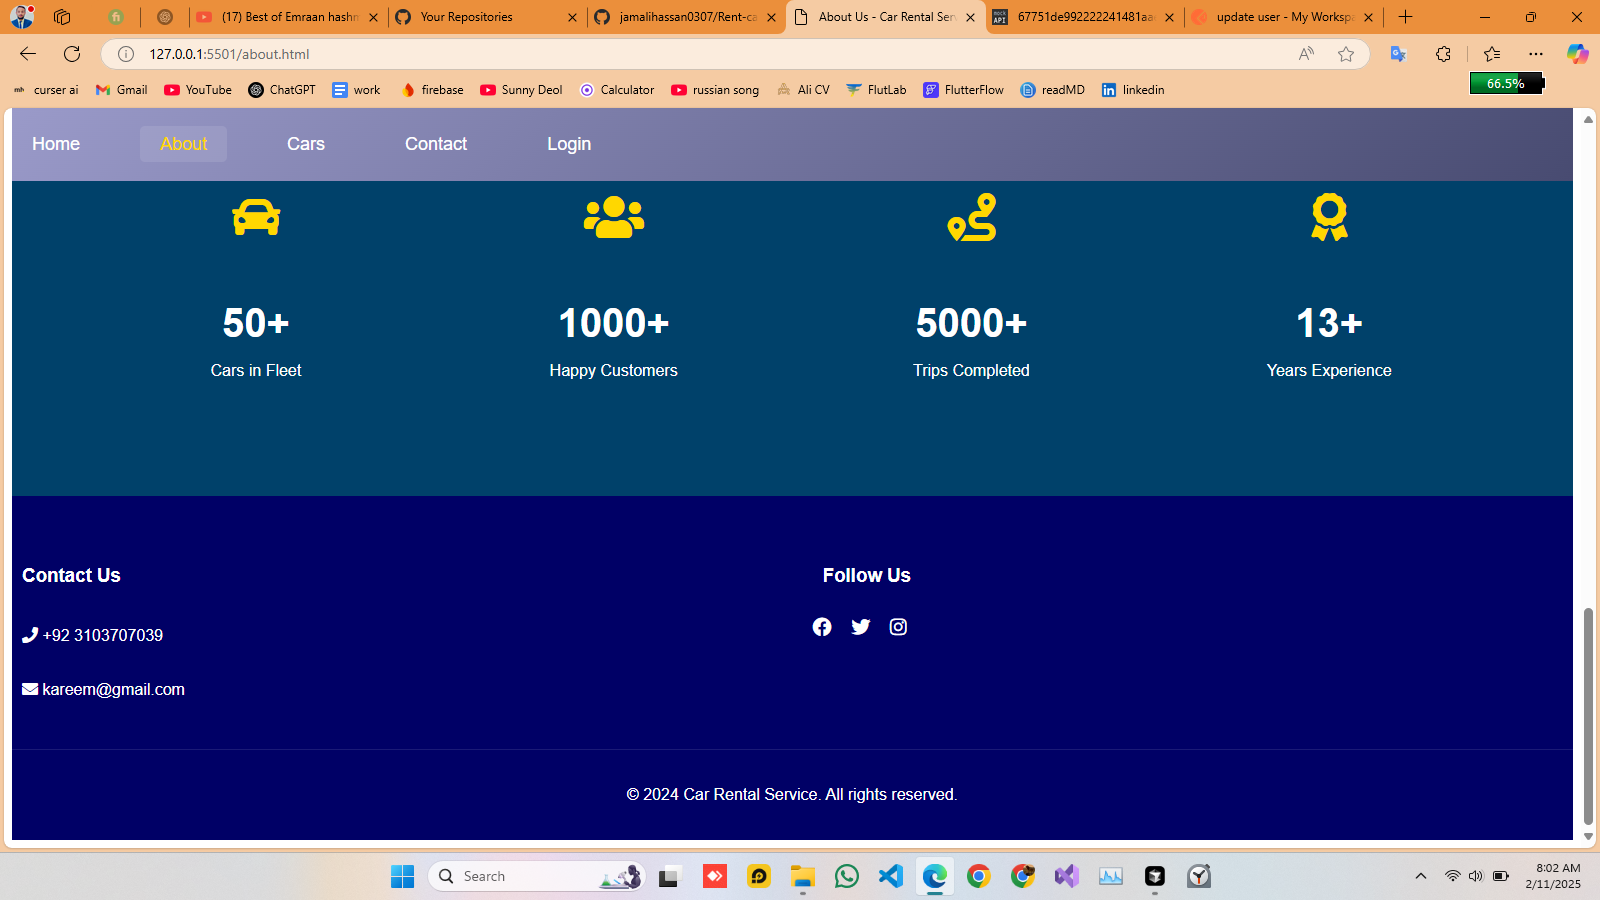 (17) Best of Emraan hashm
Your Repositories
jamalihassan0307/Rent-ca
About Us - Car Rental Ser
67751de992222241481aa
update user - My Worksp
127.0.0.1:5501/about.html
curser ai
Gmail
YouTube
ChatGPT
work
firebase
Sunny Deol
Calculator
russian song
Ali CV
FlutLab
FlutterFlow
readMD
linkedin
66.5%
Home
About
Cars
Contact
Login
50+
1000+
5000+
13+
Cars in Fleet
Happy Customers
Trips Completed
Years Experience
Contact Us
Follow Us
+92 3103707039
kareem@gmail.com
© 2024 Car Rental Service. All rights reserved.
Search
8:02 AM
2/11/2025